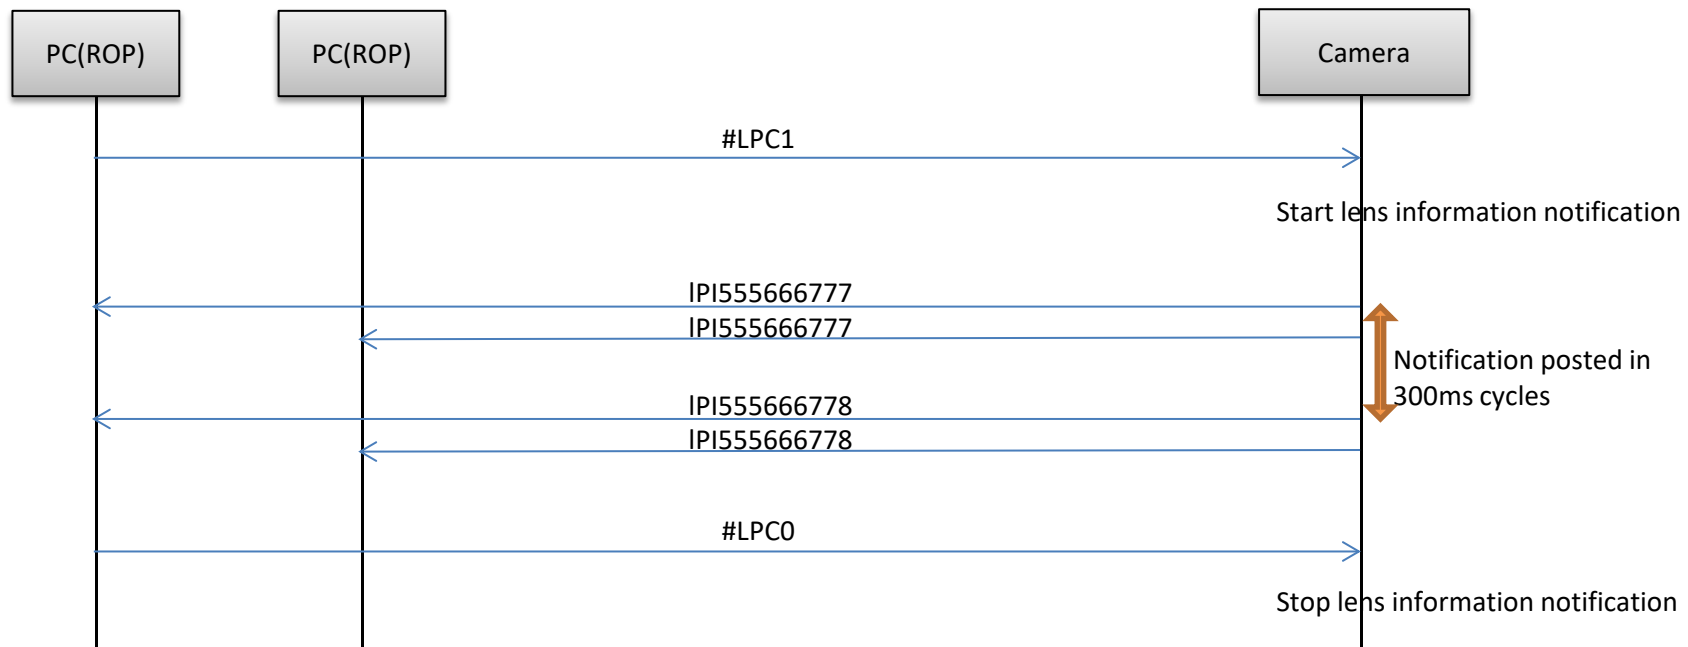 PC(ROP)
PC(ROP)
Camera
#LPC1
Start lens information notification
lPI555666777
lPI555666777
Notification posted in
300ms cycles
lPI555666778
lPI555666778
#LPC0
Stop lens information notification